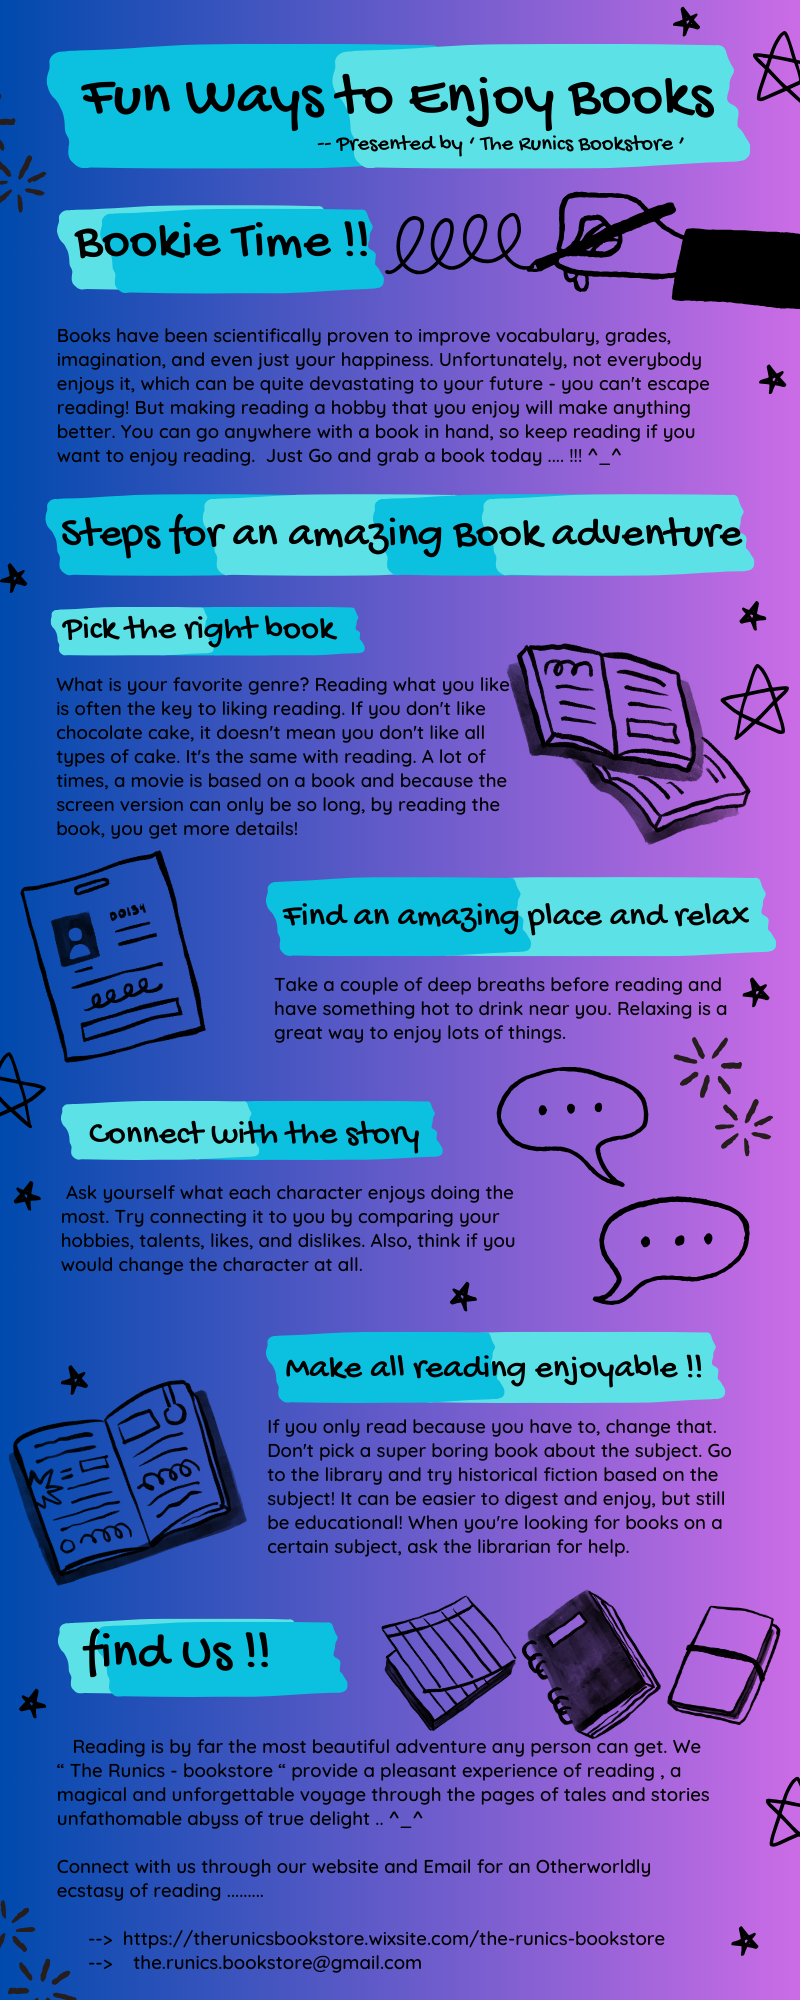 Fun Ways to Enjoy Books
-- Presented by ‘ The Runics Bookstore ’
Bookie Time !!
Books have been scientifically proven to improve vocabulary, grades,
imagination, and even just your happiness. Unfortunately, not everybody
enjoys it, which can be quite devastating to your future - you can't escape
reading! But making reading a hobby that you enjoy will make anything
better. You can go anywhere with a book in hand, so keep reading if you
want to enjoy reading.  Just Go and grab a book today .... !!! ^_^
Steps for an amazing Book adventure
Pick the right book
What is your favorite genre? Reading what you like
is often the key to liking reading. If you don't like
chocolate cake, it doesn't mean you don't like all
types of cake. It's the same with reading. A lot of
times, a movie is based on a book and because the
screen version can only be so long, by reading the
book, you get more details!
Find an amazing place and relax
Take a couple of deep breaths before reading and
have something hot to drink near you. Relaxing is a
great way to enjoy lots of things.
Connect with the story
Ask yourself what each character enjoys doing the
most. Try connecting it to you by comparing your
hobbies, talents, likes, and dislikes. Also, think if you
would change the character at all.
Make all reading enjoyable !!
If you only read because you have to, change that.
Don't pick a super boring book about the subject. Go
to the library and try historical fiction based on the
subject! It can be easier to digest and enjoy, but still
be educational! When you're looking for books on a
certain subject, ask the librarian for help.
find Us !!
Reading is by far the most beautiful adventure any person can get. We
“ The Runics - bookstore “ provide a pleasant experience of reading , a
magical and unforgettable voyage through the pages of tales and stories
unfathomable abyss of true delight .. ^_^
Connect with us through our website and Email for an Otherworldly
ecstasy of reading .........
--> https://therunicsbookstore.wixsite.com/the-runics-bookstore
--> the.runics.bookstore@gmail.com